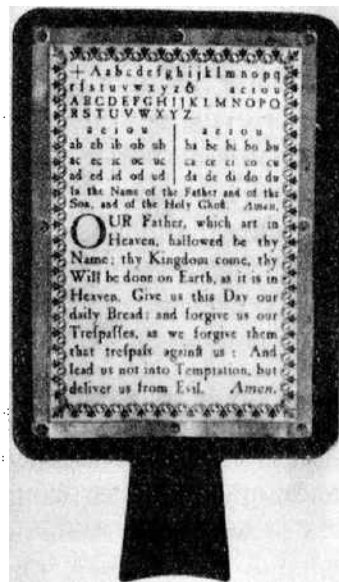 + Aabcdefghijklmnopq
rſstuvwxyz& aeiou
ABCDEFGHIJKLMNOPQ
RSTUVWXYZ
a e i o u a e i o u
ab eb ib ob ub ba be bi bo bu
ac ec ic oc uc ca ce ci co cu
ad ed id od ud da de di do du
In the Name of the Father and of the
Son, and of the Holy Ghoſt. Amen.
OUR Father, which art in
Heaven, hallowed be thy
Name; thy Kingdom come, thy
Will be done on Earth, as it is in
Heaven. Give us this Day our
daily Bread; and forgive us our
Treſpaſſes, as we forgive them
that treſpaſs againſt us: And
lead us not into Temptation, but
deliver us from Evil. Amen.